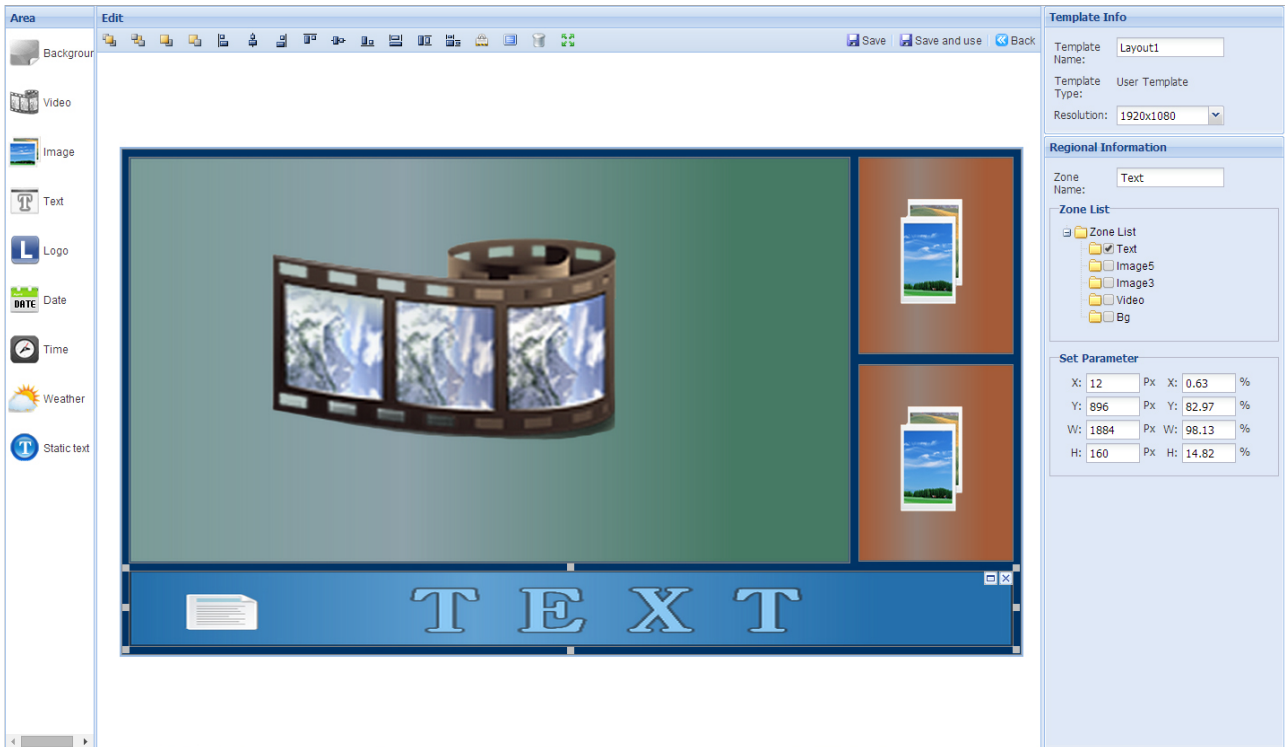 Area
Edit
Template Info
Backgroun
Video
Image
Text
L
Logo
DATE
Date
Time
Weather
T
Static text
Save
Save and use
Back
Template Name:
Layout1
Template Type:
User Template
Resolution:
1920x1080
Regional Information
Zone Name:
Text
Zone List
Zone List
Text
Image5
Image3
Video
Bg
Set Parameter
X: 12 Px X: 0.63 %
Y: 896 Px Y: 82.97 %
W: 1884 Px W: 98.13 %
H: 160 Px H: 14.82 %
TEXT